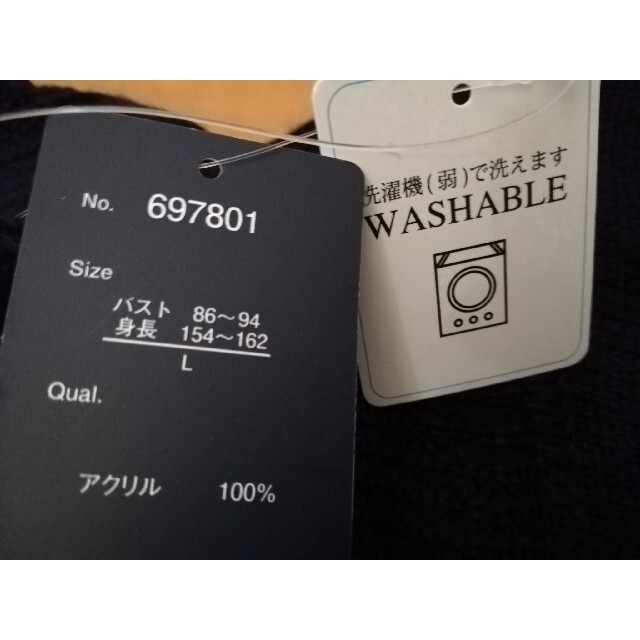 No. 697801
Size
バスト 86～94
身長 154～162
L
Qual.
アクリル 100%
洗濯機(弱)で洗えます
WASHABLE